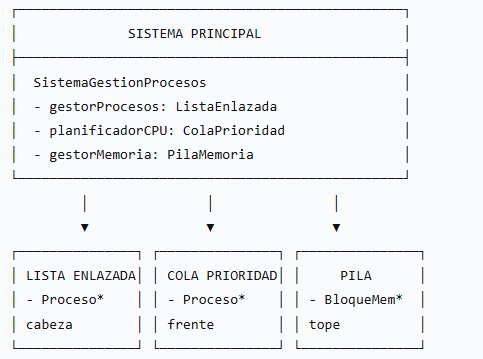 SISTEMA PRINCIPAL
SistemaGestionProcesos
- gestorProcesos: ListaEnlazada
- planificadorCPU: ColaPrioridad
- gestorMemoria: PilaMemoria
LISTA ENLAZADA COLA PRIORIDAD PILA
- Proceso* - Proceso* - BloqueMem*
cabeza frente tope